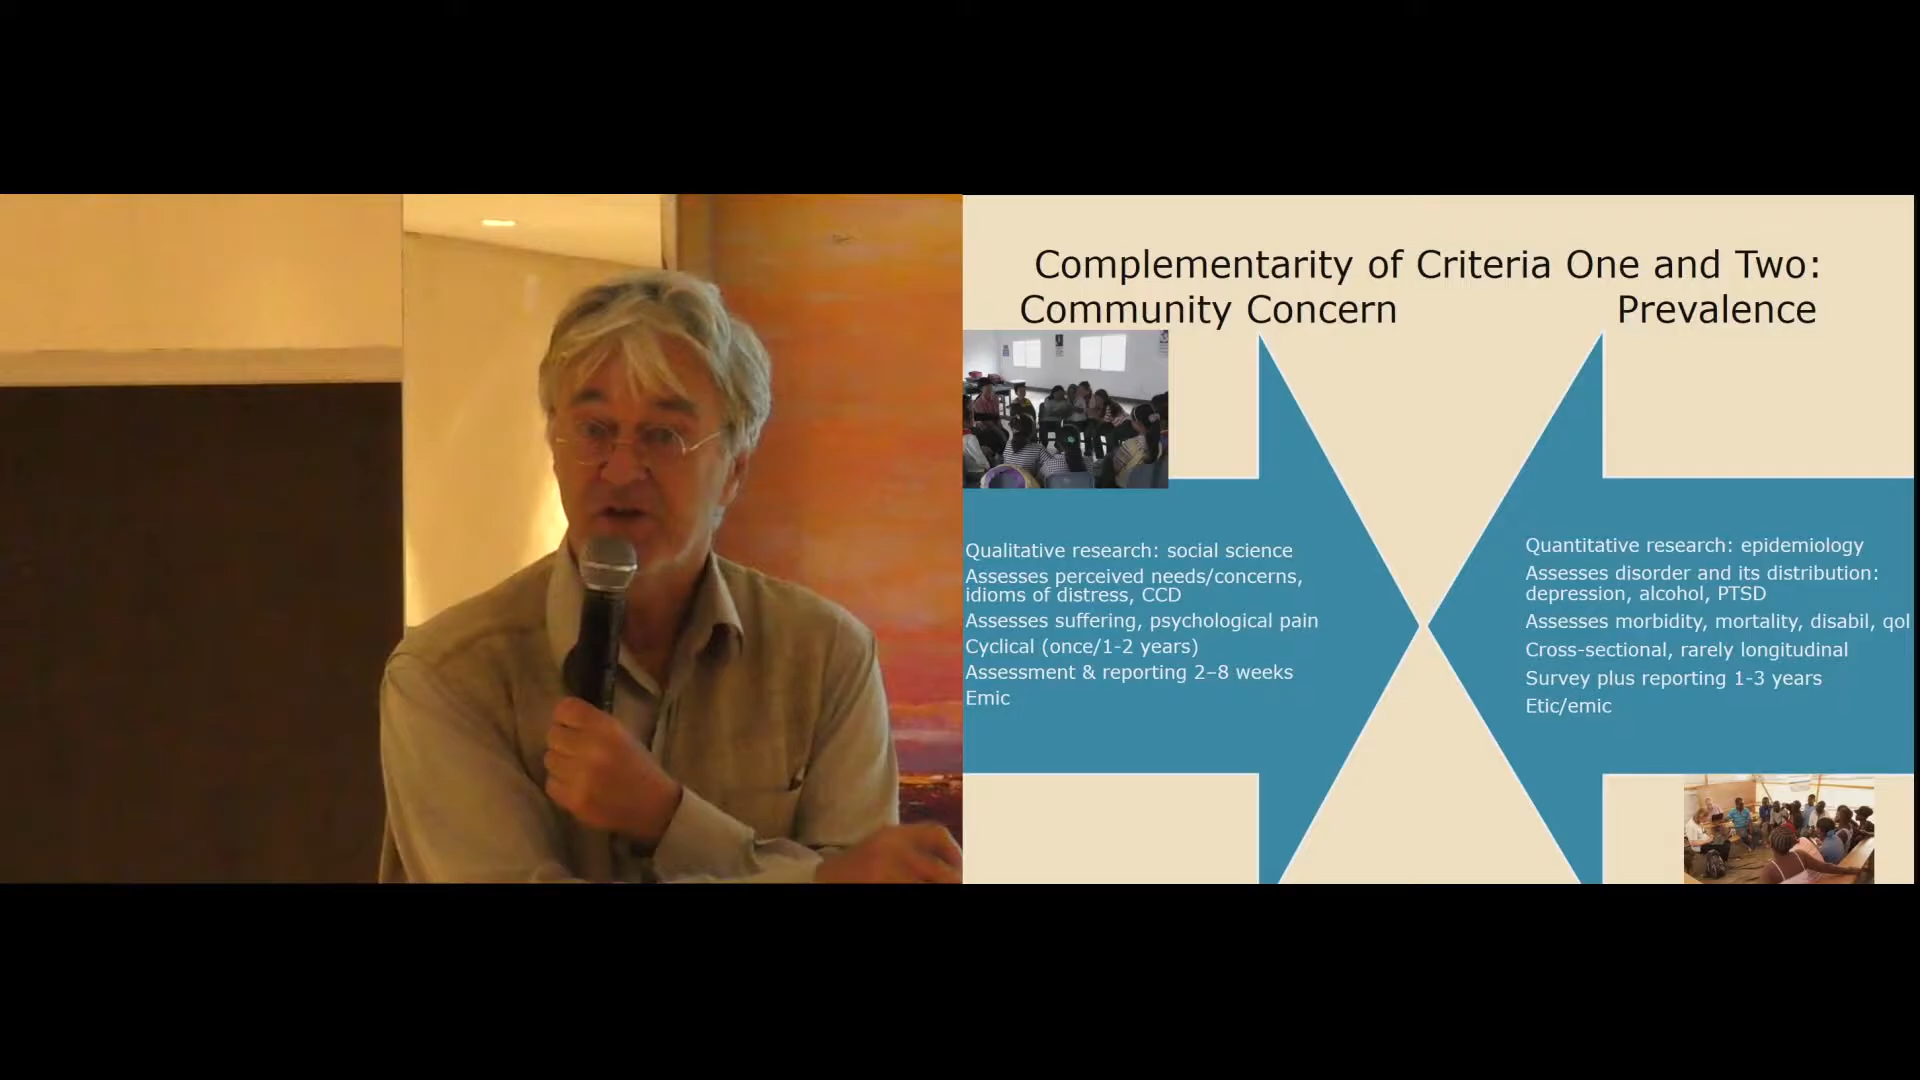 Complementarity of Criteria One and Two:
Community Concern Prevalence
Qualitative research: social science
Assesses perceived needs/concerns,
idioms of distress, CCD
Assesses suffering, psychological pain
Cyclical (once/1-2 years)
Assessment & reporting 2–8 weeks
Emic
Quantitative research: epidemiology
Assesses disorder and its distribution:
depression, alcohol, PTSD
Assesses morbidity, mortality, disabil, qol
Cross-sectional, rarely longitudinal
Survey plus reporting 1-3 years
Etic/emic